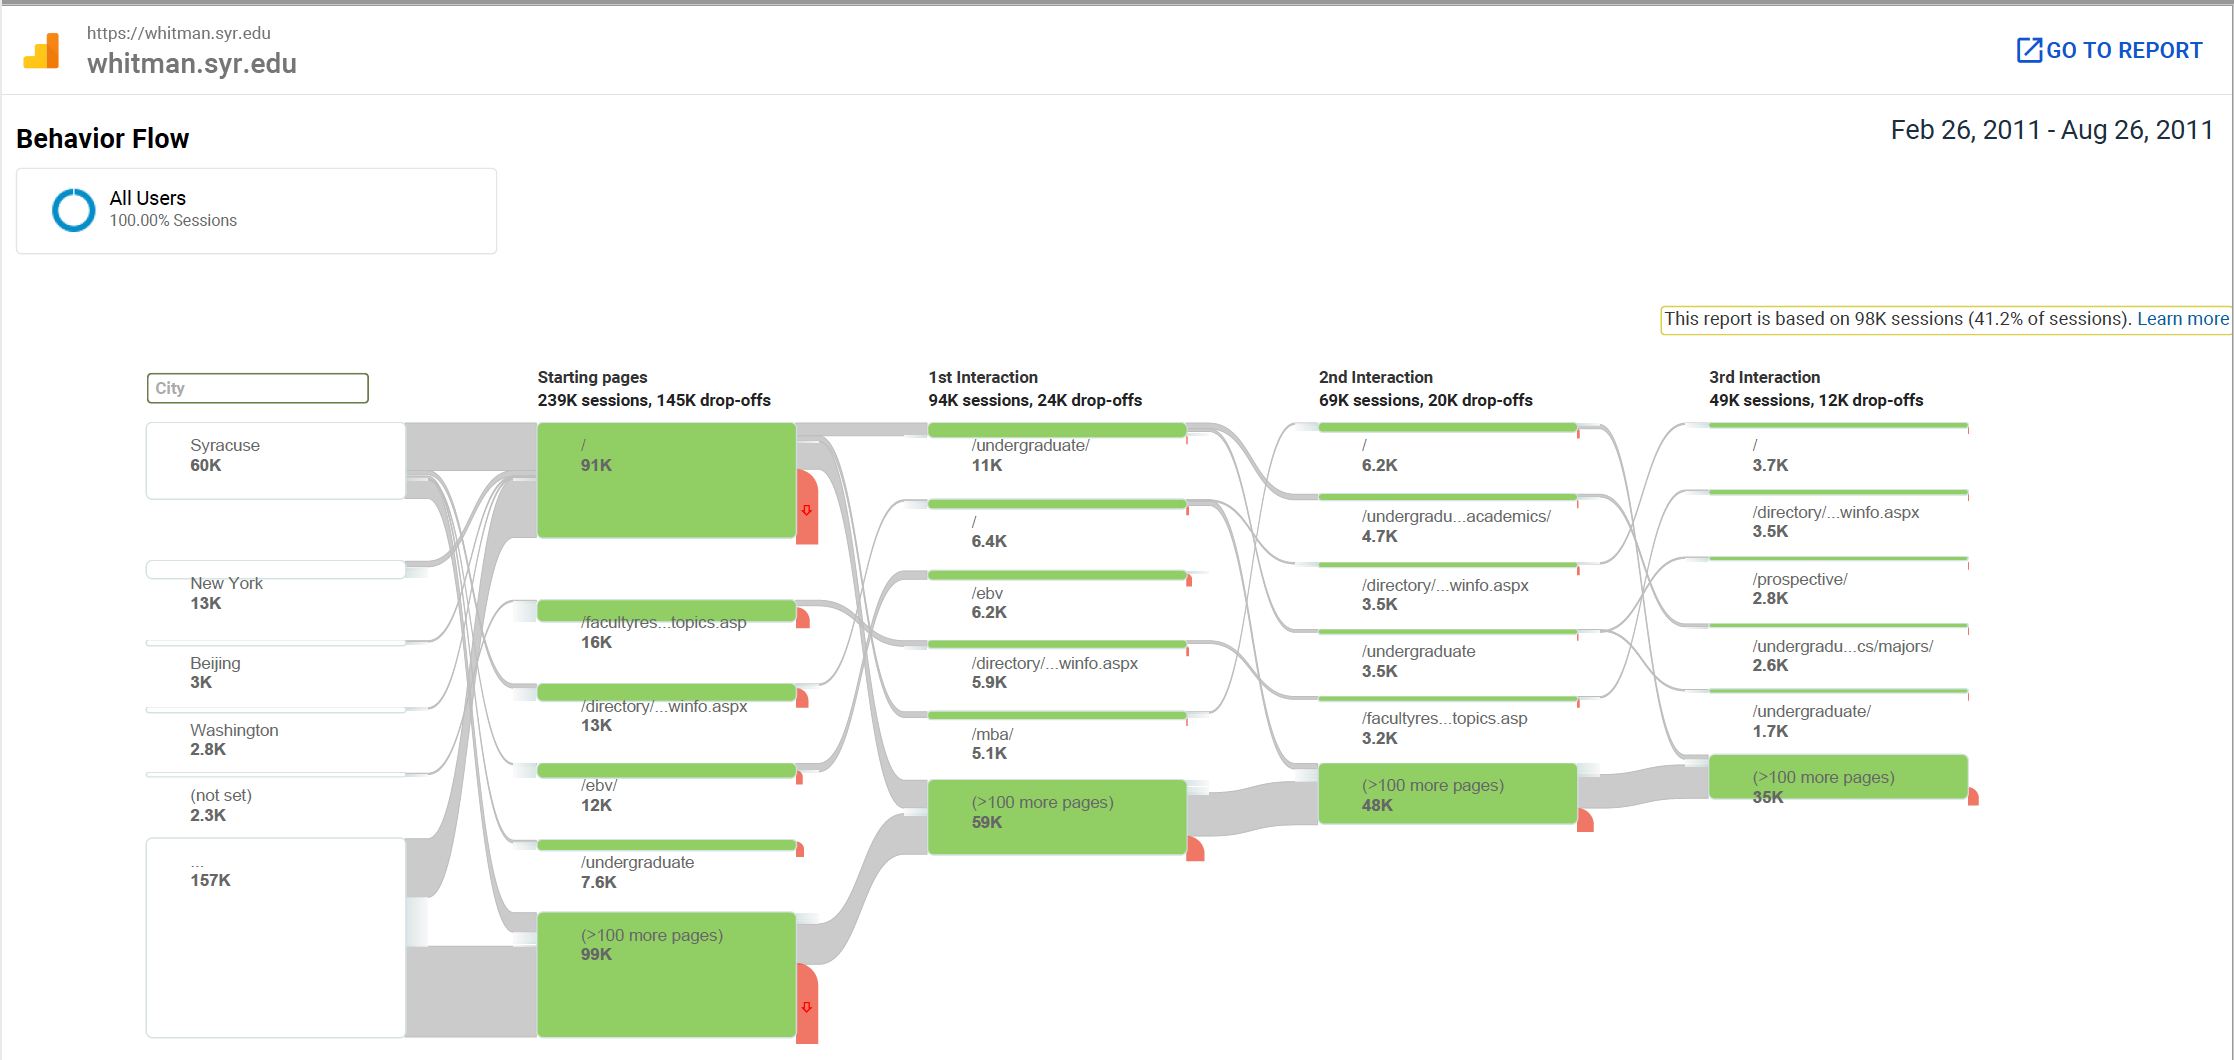 https://whitman.syr.edu
whitman.syr.edu
GO TO REPORT
Behavior Flow
Feb 26, 2011 - Aug 26, 2011
All Users
100.00% Sessions
This report is based on 98K sessions (41.2% of sessions). Learn more
City
Syracuse
60K
New York
13K
Beijing
3K
Washington
2.8K
(not set)
2.3K
...
157K
Starting pages
239K sessions, 145K drop-offs
/
91K
/facultyres...topics.asp
16K
/directory/...winfo.aspx
13K
/ebv/
12K
/undergraduate
7.6K
(>100 more pages)
99K
1st Interaction
94K sessions, 24K drop-offs
/undergraduate/
11K
/
6.4K
/ebv
6.2K
/directory/...winfo.aspx
5.9K
/mba/
5.1K
(>100 more pages)
59K
2nd Interaction
69K sessions, 20K drop-offs
/
6.2K
/undergradu...academics/
4.7K
/directory/...winfo.aspx
3.5K
/undergraduate
3.5K
/facultyres...topics.asp
3.2K
(>100 more pages)
48K
3rd Interaction
49K sessions, 12K drop-offs
/
3.7K
/directory/...winfo.aspx
3.5K
/prospective/
2.8K
/undergradu...cs/majors/
2.6K
/undergraduate/
1.7K
(>100 more pages)
35K